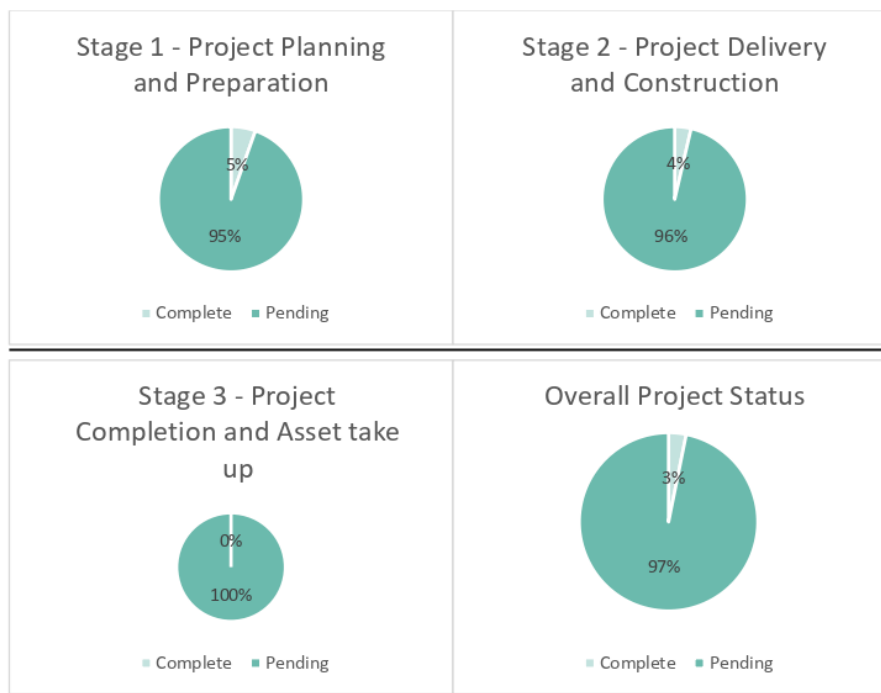 Stage 1 - Project Planning
and Preparation
5%
95%
Complete Pending
Stage 2 - Project Delivery
and Construction
4%
96%
Complete Pending
Stage 3 - Project
Completion and Asset take
up
0%
100%
Complete Pending
Overall Project Status
3%
97%
Complete Pending